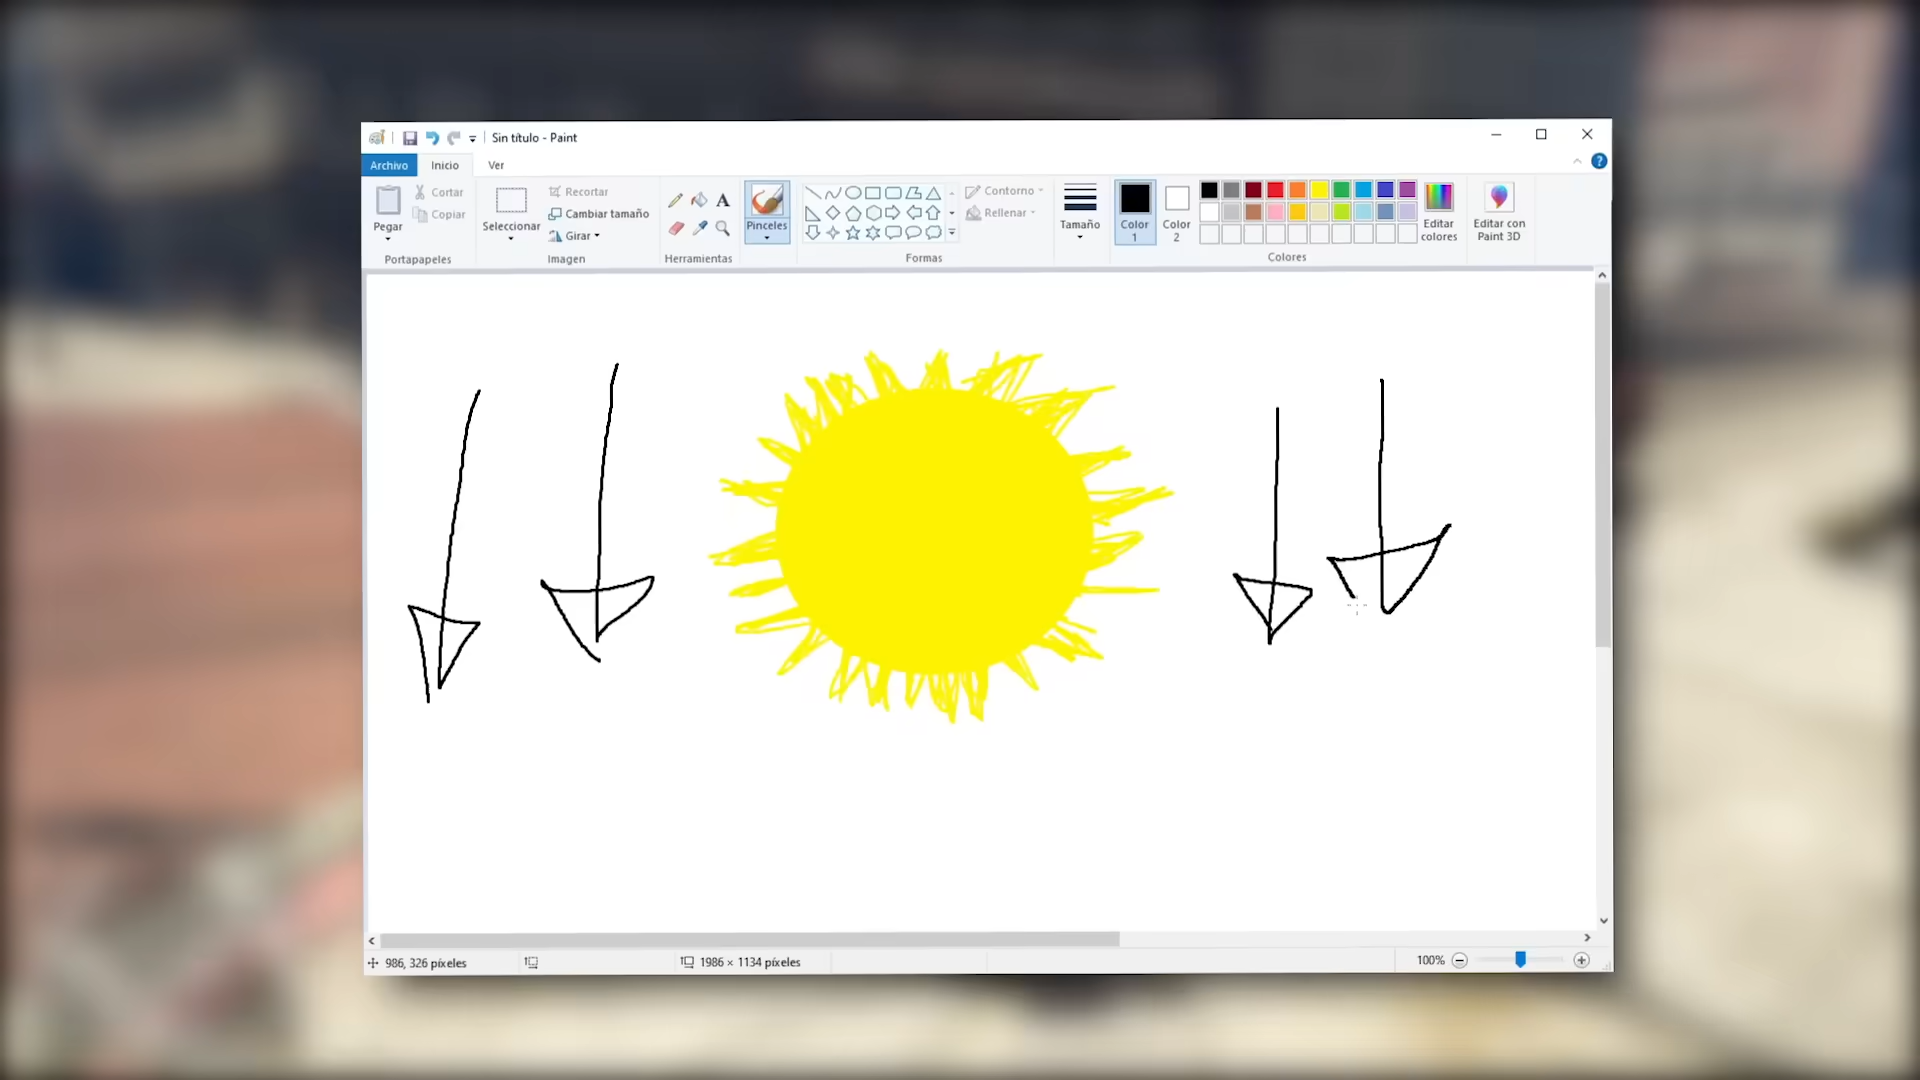 Sin título - Paint
Archivo Inicio Ver
Pegar
Cortar
Copiar
Portapapeles
Seleccionar
Recortar
Cambiar tamaño
Girar
Imagen
A
Herramientas
Pinceles
Formas
Contorno
Rellenar
Tamaño
Color 1
Color 2
Colores
Editar colores
Editar con Paint 3D
?
986, 326 píxeles
1986 × 1134 píxeles
100%